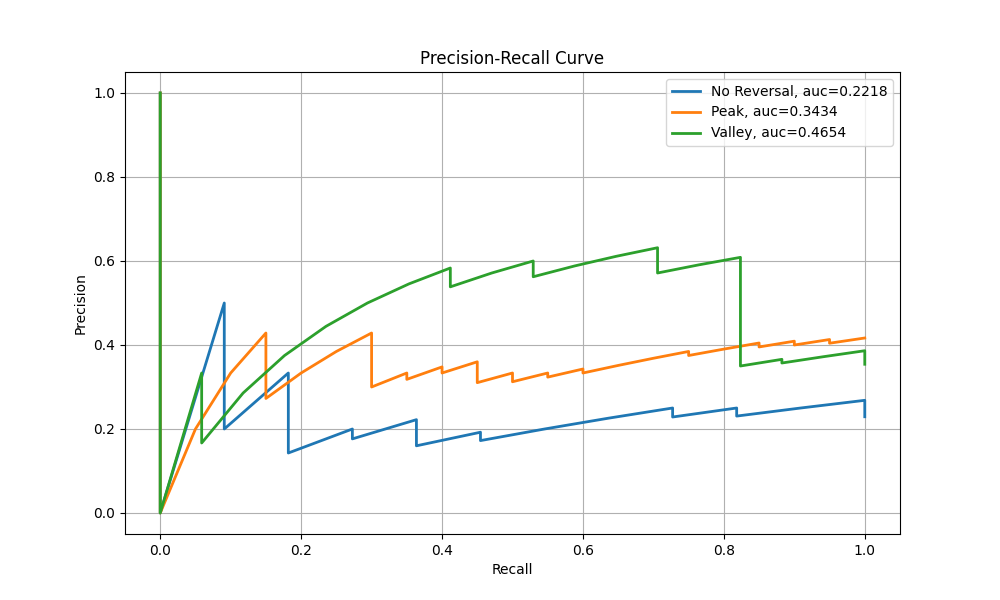 Precision-Recall Curve
No Reversal, auc=0.2218
Peak, auc=0.3434
Valley, auc=0.4654
Precision
1.0
0.8
0.6
0.4
0.2
0.0
0.0 0.2 0.4 0.6 0.8 1.0
Recall